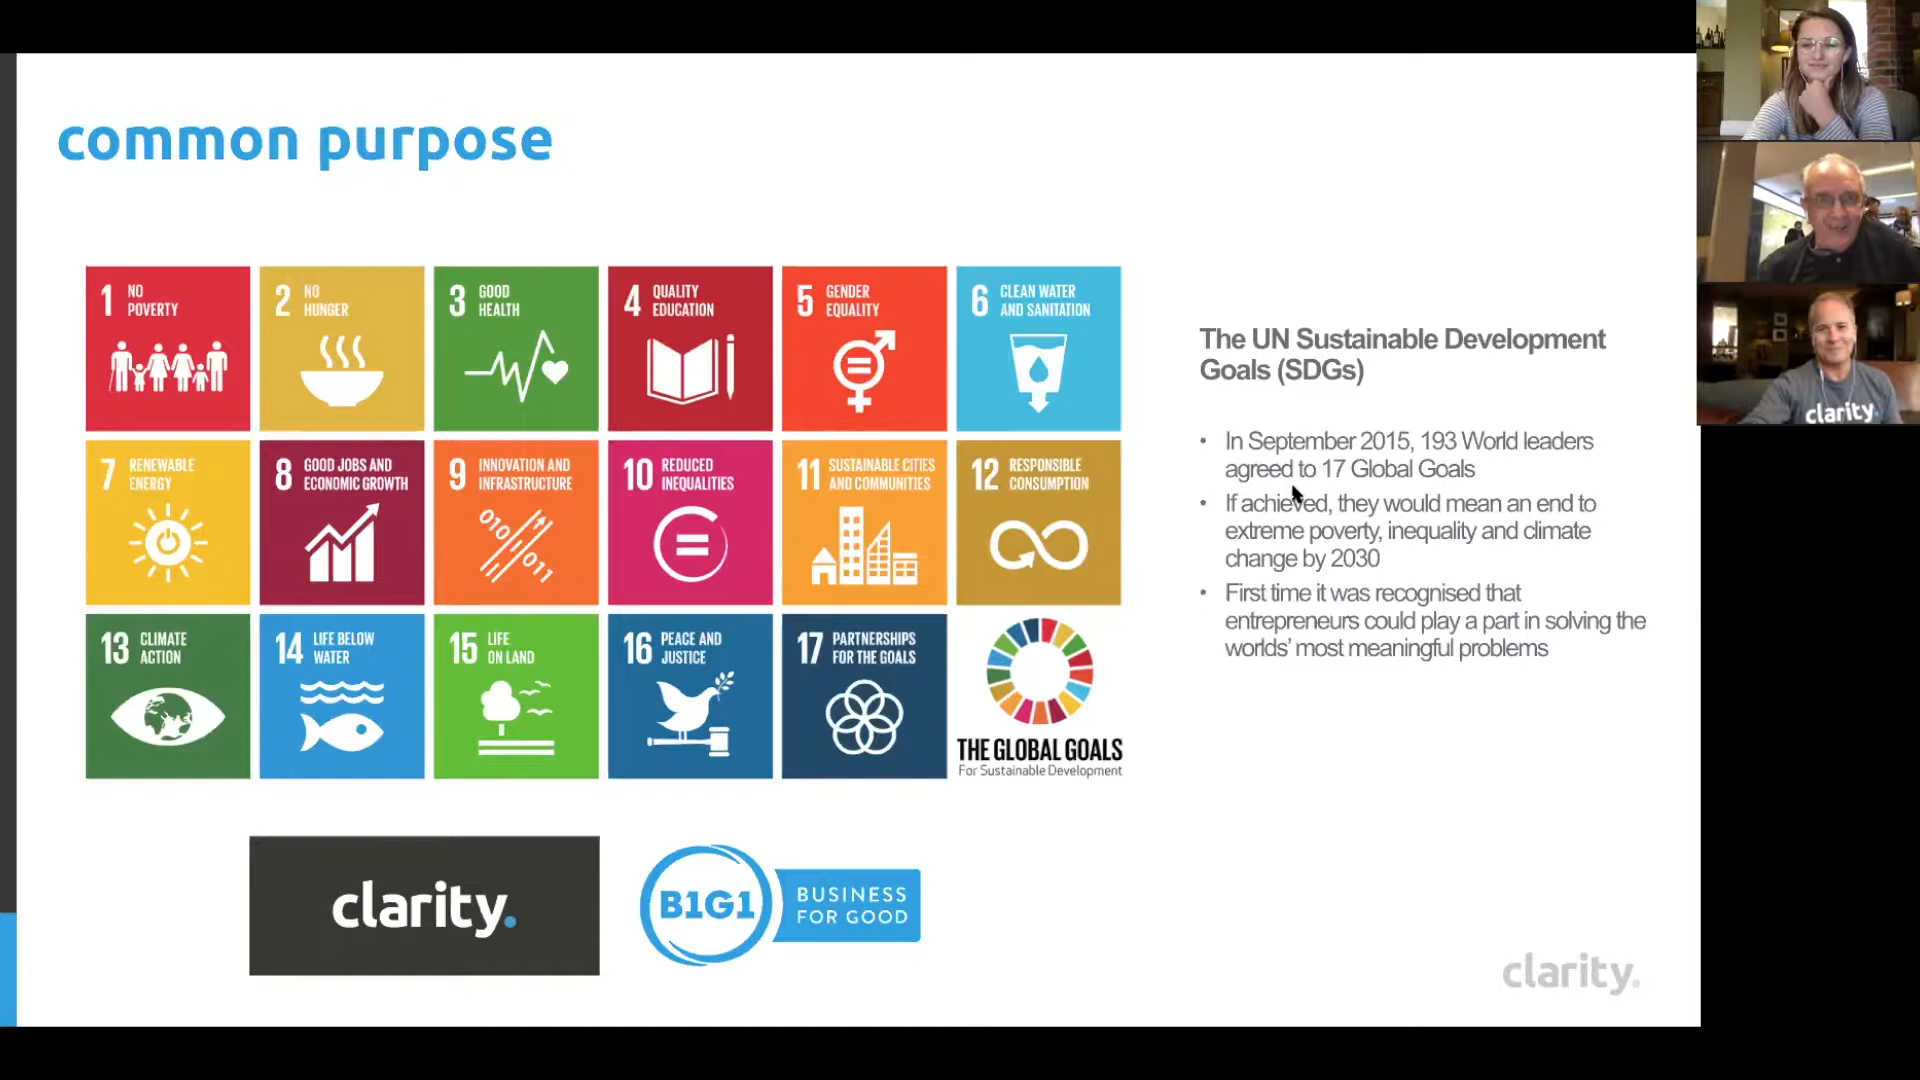 common purpose
1 NO
POVERTY
2 NO
HUNGER
3 GOOD
HEALTH
4 QUALITY
EDUCATION
5 GENDER
EQUALITY
6 CLEAN WATER
AND SANITATION
7 RENEWABLE
ENERGY
8 GOOD JOBS AND
ECONOMIC GROWTH
9 INNOVATION AND
INFRASTRUCTURE
010
011
10 REDUCED
INEQUALITIES
11 SUSTAINABLE CITIES
AND COMMUNITIES
12 RESPONSIBLE
CONSUMPTION
13 CLIMATE
ACTION
14 LIFE BELOW
WATER
15 LIFE
ON LAND
16 PEACE AND
JUSTICE
17 PARTNERSHIPS
FOR THE GOALS
THE GLOBAL GOALS
For Sustainable Development
The UN Sustainable Development
Goals (SDGs)
• In September 2015, 193 World leaders
agreed to 17 Global Goals
• If achieved, they would mean an end to
extreme poverty, inequality and climate
change by 2030
• First time it was recognised that
entrepreneurs could play a part in solving the
worlds' most meaningful problems
clarity.
B1G1
BUSINESS
FOR GOOD
clarity.
clarity.